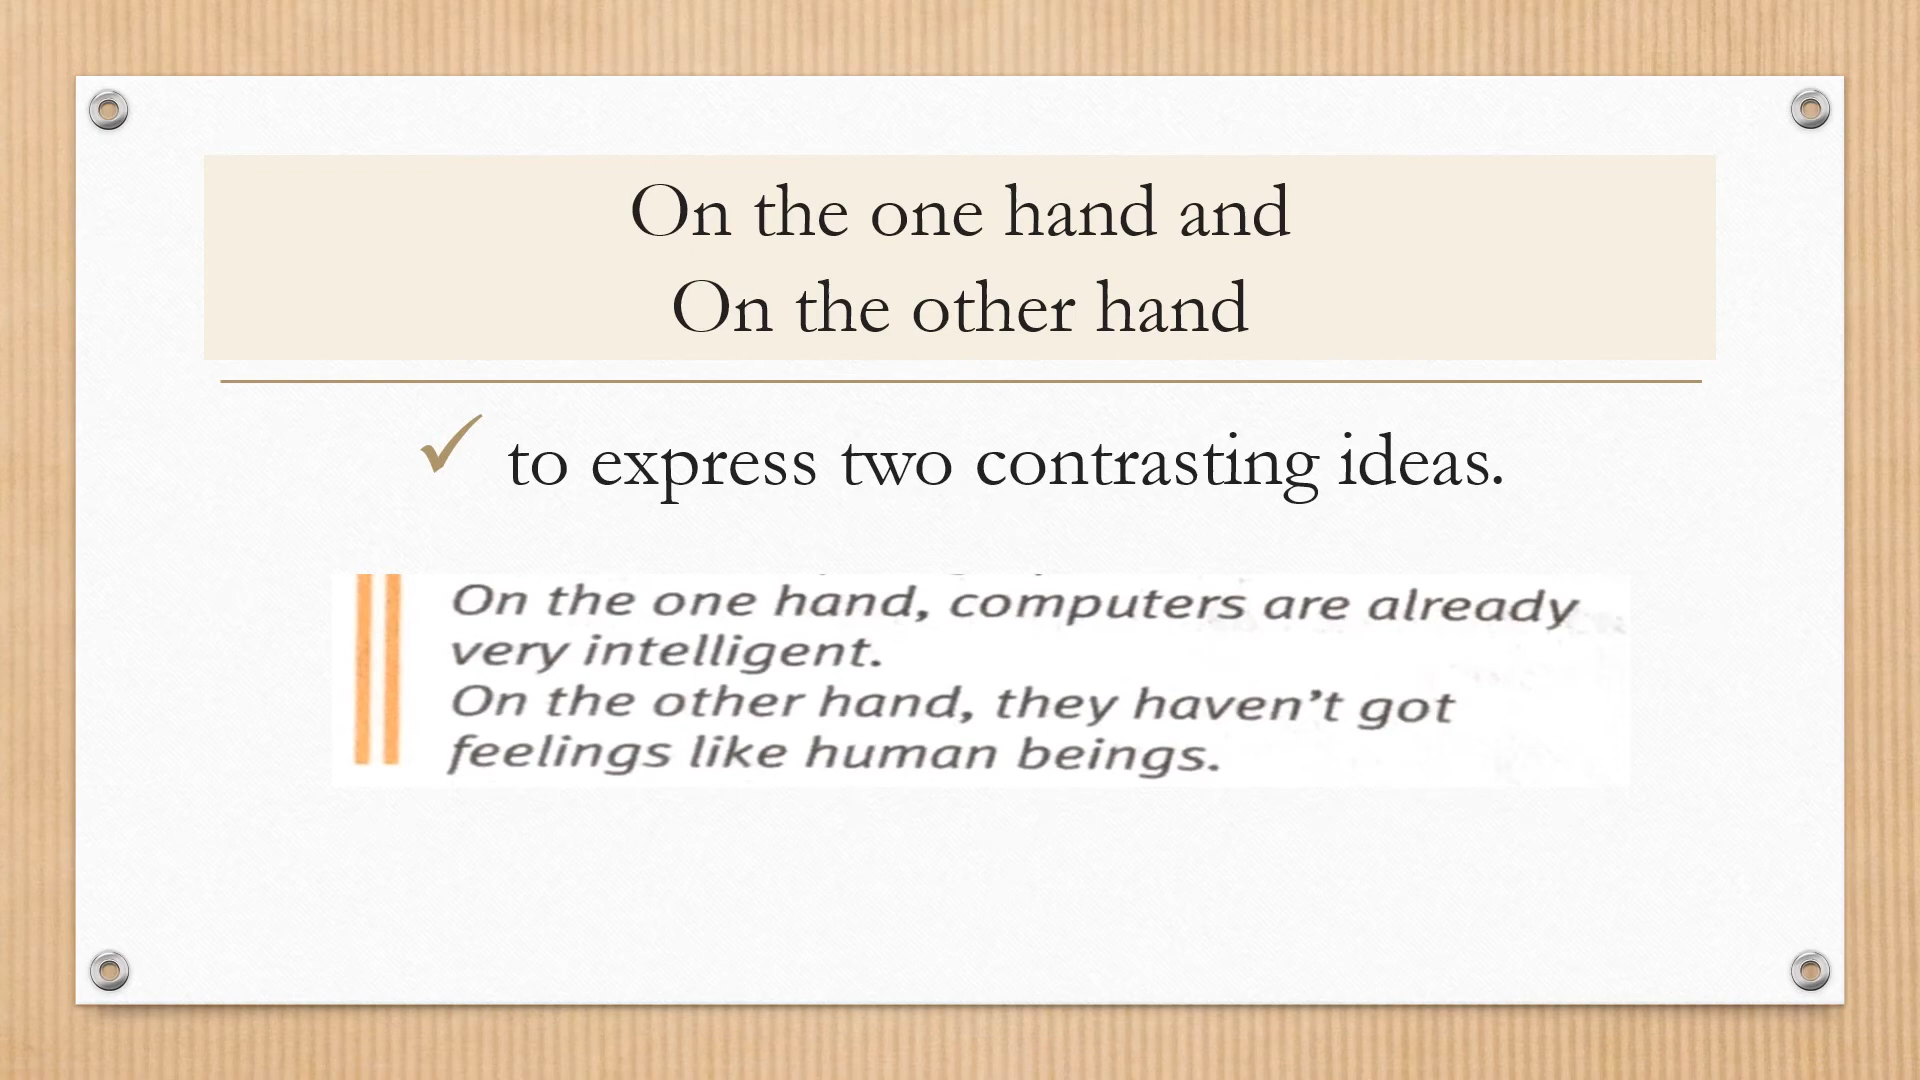 On the one hand and
On the other hand
✓ to express two contrasting ideas.
On the one hand, computers are already
very intelligent.
On the other hand, they haven't got
feelings like human beings.